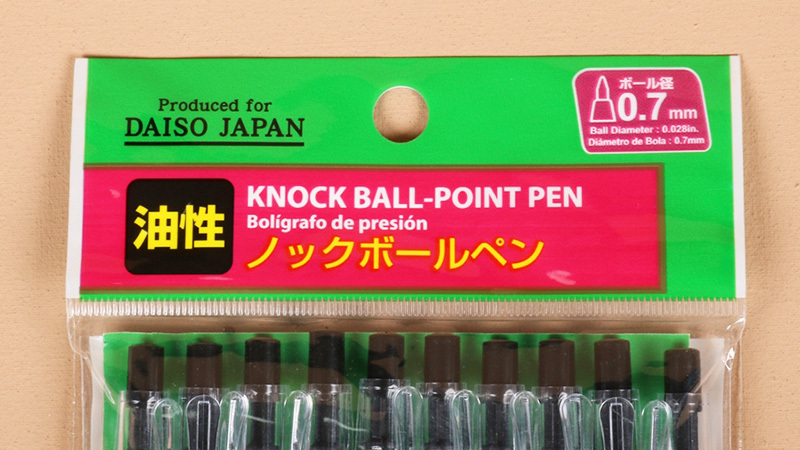 Produced for
DAISO JAPAN
ボール径
0.7mm
Ball Diameter : 0.028in.
Diámetro de Bola : 0.7mm
油性
KNOCK BALL-POINT PEN
Bolígrafo de presión
ノックボールペン